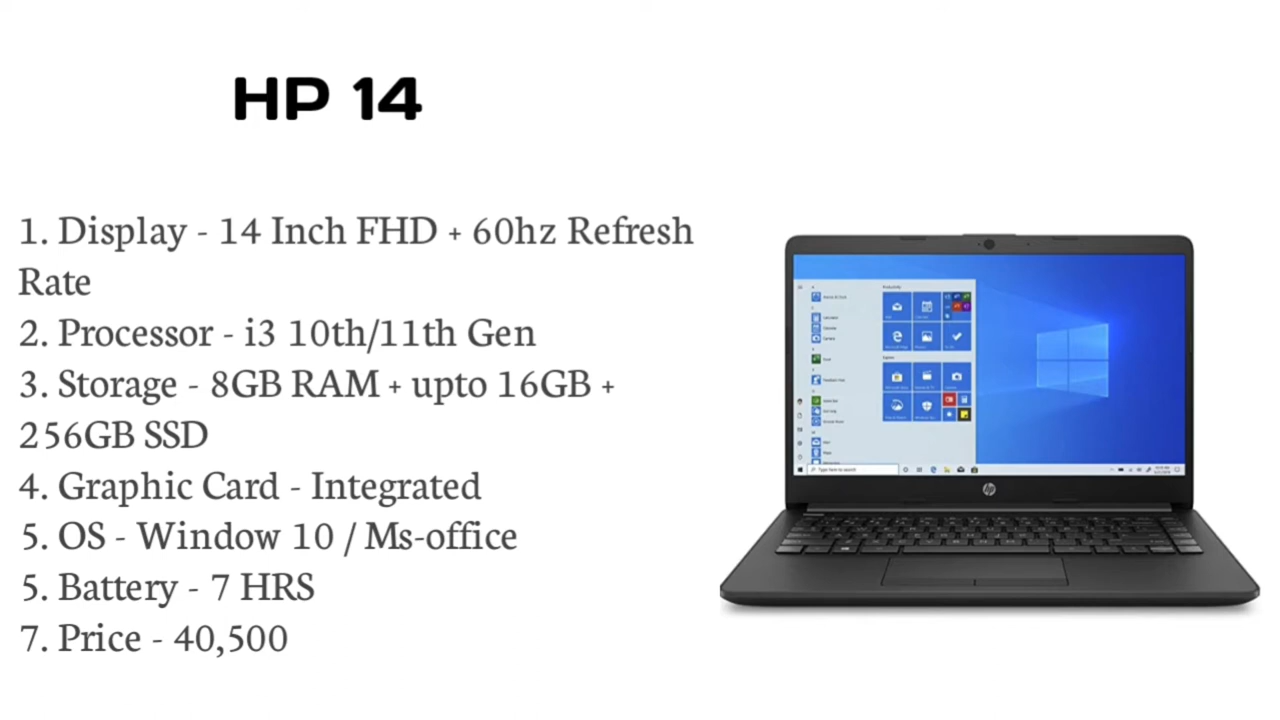 HP 14
1. Display - 14 Inch FHD + 60hz Refresh
Rate
2. Processor - i3 10th/11th Gen
3. Storage - 8GB RAM + upto 16GB +
256GB SSD
4. Graphic Card - Integrated
5. OS - Window 10 / Ms-office
5. Battery - 7 HRS
7. Price - 40,500
hp